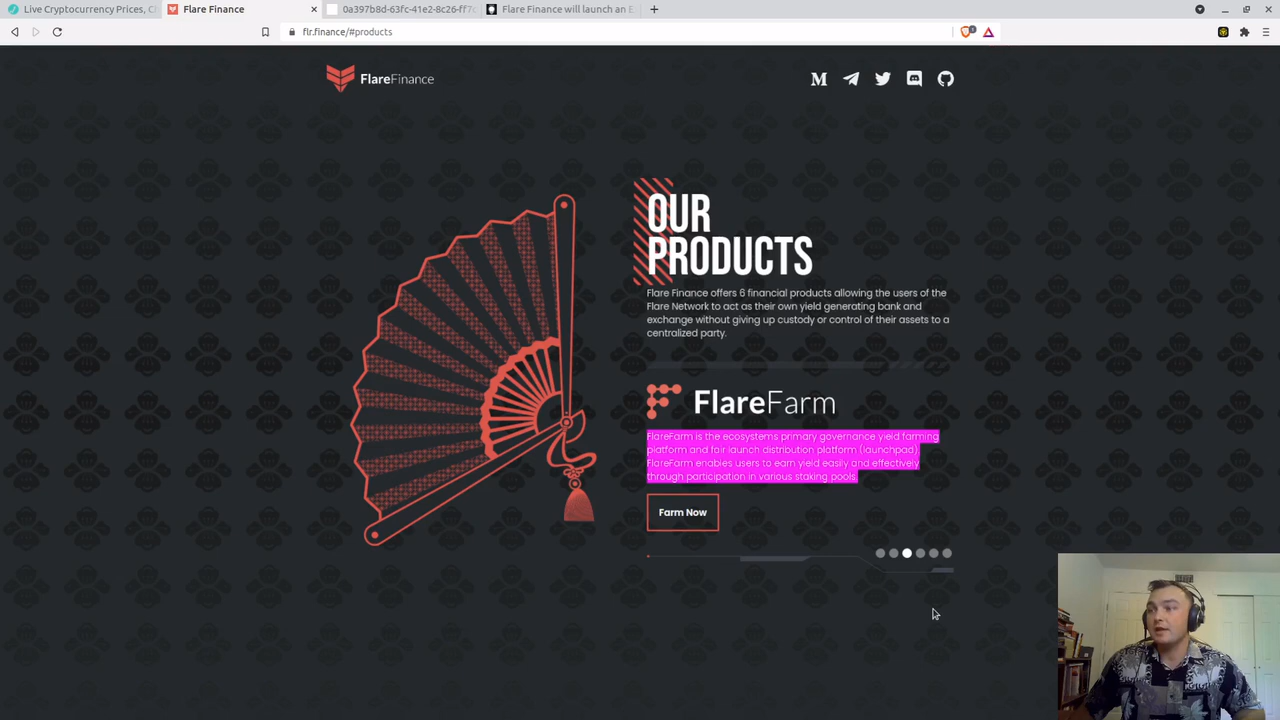 Live Cryptocurrency Prices, C
Flare Finance
0a397b8d-63fc-41e2-8c26-ff7c
Flare Finance will launch an E
flr.finance/#products
FlareFinance
OUR
PRODUCTS
Flare Finance offers 6 financial products allowing the users of the
Flare Network to act as their own yield generating bank and
exchange without giving up custody or control of their assets to a
centralized party.
FlareFarm
FlareFarm is the ecosystems primary governance yield farming
platform and fair launch distribution platform (launchpad).
FlareFarm enables users to earn yield easily and effectively
through participation in various staking pools.
Farm Now